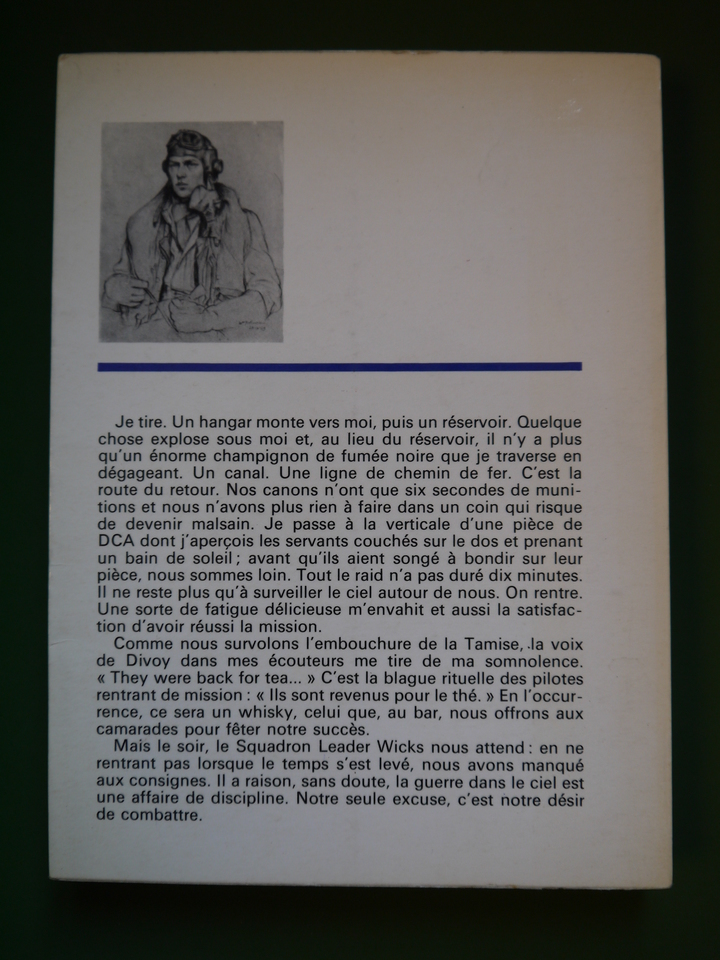 Je tire. Un hangar monte vers moi, puis un réservoir. Quelque
chose explose sous moi et, au lieu du réservoir, il n'y a plus
qu'un énorme champignon de fumée noire que je traverse en
dégageant. Un canal. Une ligne de chemin de fer. C'est la
route du retour. Nos canons n'ont que six secondes de muni-
tions et nous n'avons plus rien à faire dans un coin qui risque
de devenir malsain. Je passe à la verticale d'une pièce de
DCA dont j'aperçois les servants couchés sur le dos et prenant
un bain de soleil ; avant qu'ils aient songé à bondir sur leur
pièce, nous sommes loin. Tout le raid n'a pas duré dix minutes.
Il ne reste plus qu'à surveiller le ciel autour de nous. On rentre.
Une sorte de fatigue délicieuse m'envahit et aussi la satisfac-
tion d'avoir réussi la mission.
Comme nous survolons l'embouchure de la Tamise, la voix
de Divoy dans mes écouteurs me tire de ma somnolence.
« They were back for tea... » C'est la blague rituelle des pilotes
rentrant de mission : « Ils sont revenus pour le thé. » En l'occur-
rence, ce sera un whisky, celui que, au bar, nous offrons aux
camarades pour fêter notre succès.
Mais le soir, le Squadron Leader Wicks nous attend : en ne
rentrant pas lorsque le temps s'est levé, nous avons manqué
aux consignes. Il a raison, sans doute, la guerre dans le ciel est
une affaire de discipline. Notre seule excuse, c'est notre désir
de combattre.